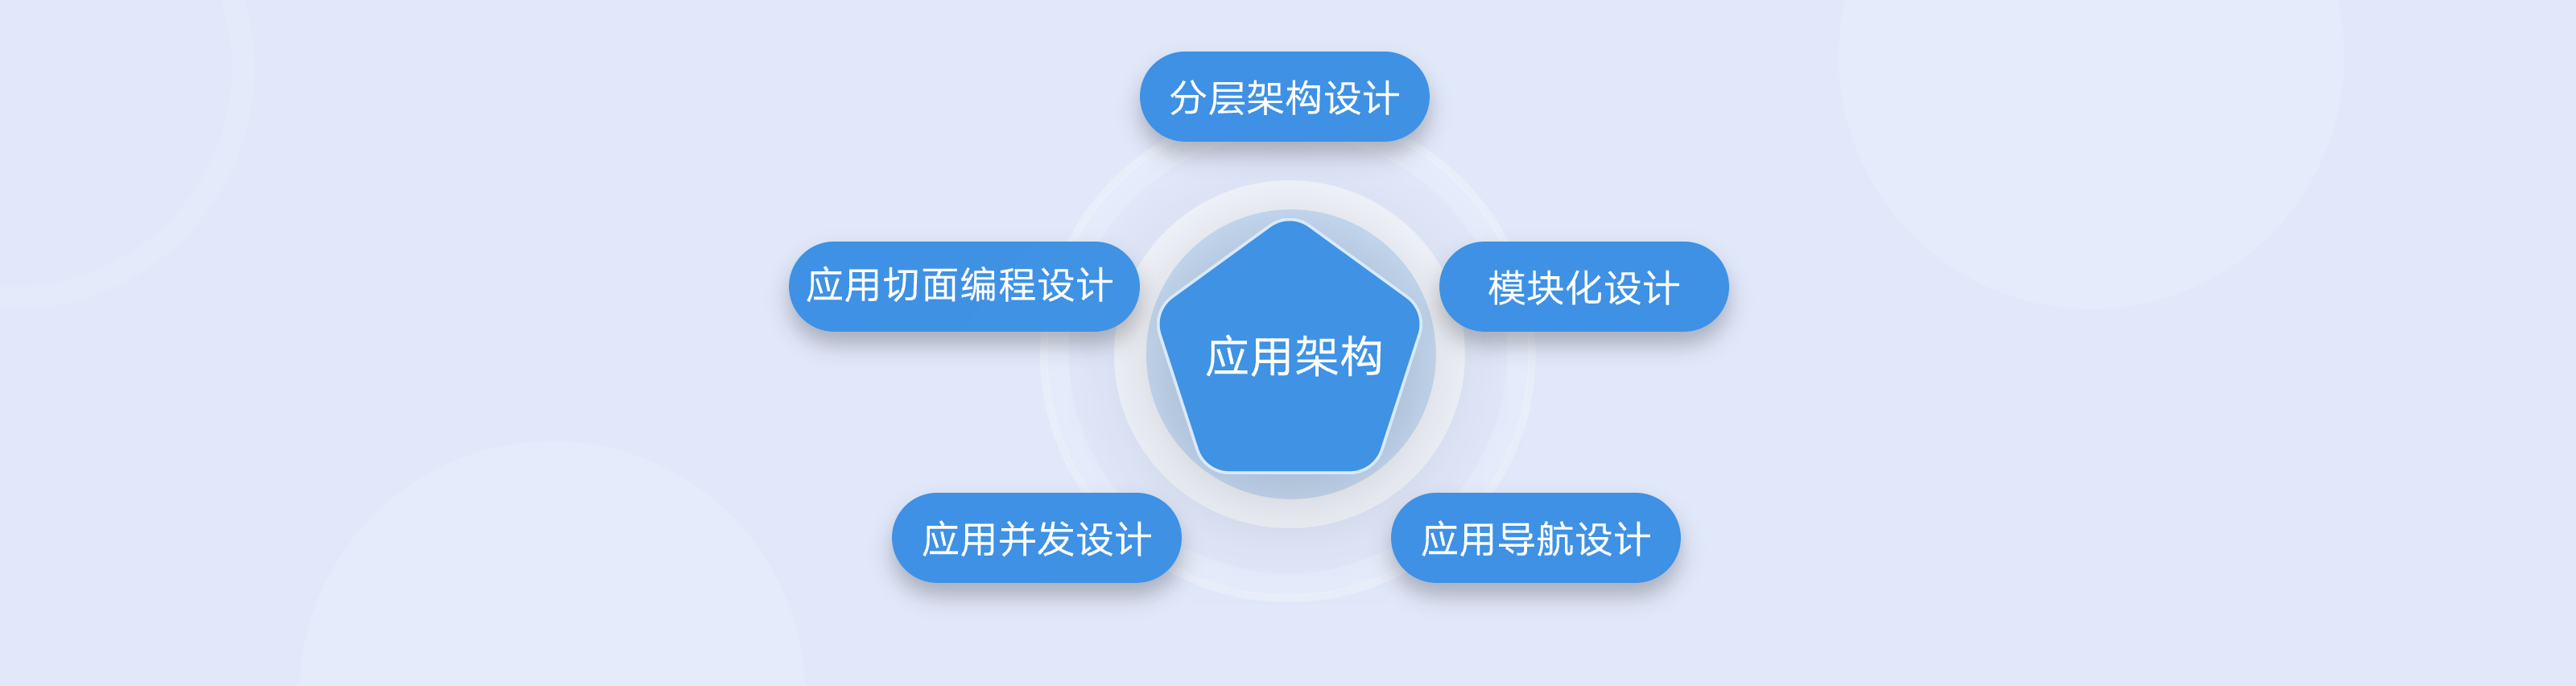 分层架构设计
应用切面编程设计
模块化设计
应用架构
应用并发设计
应用导航设计